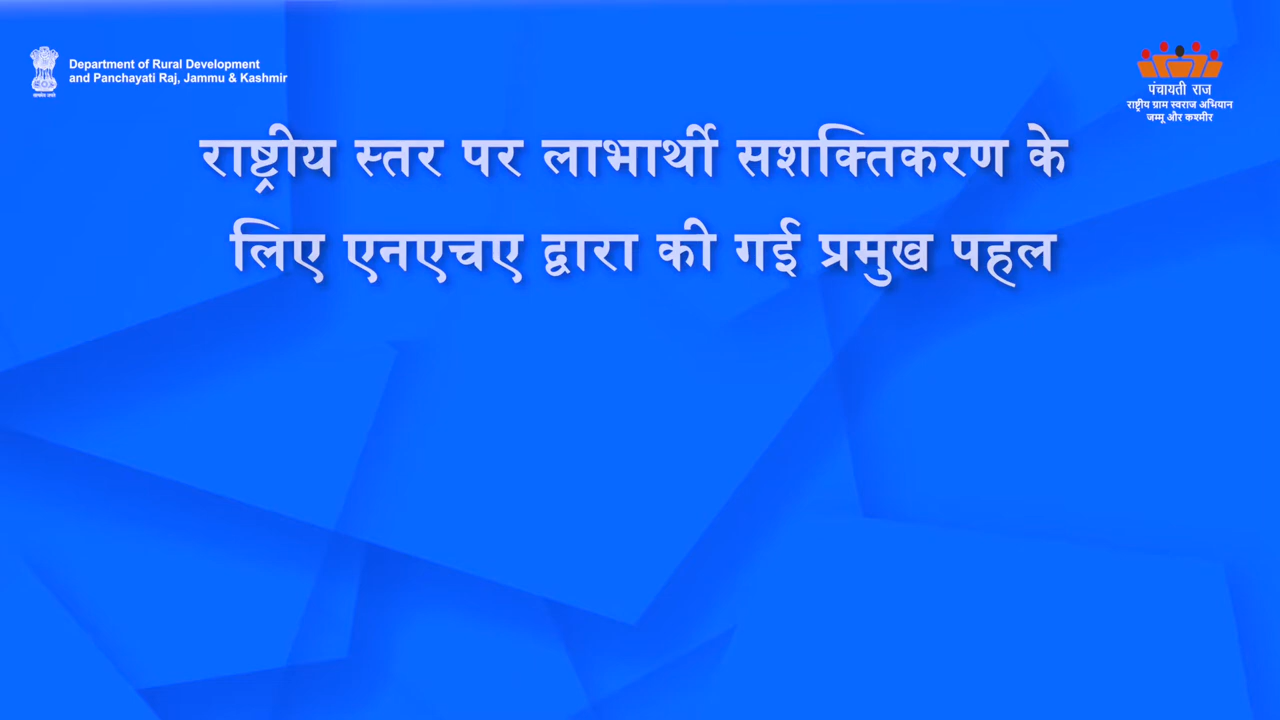 Department of Rural Development
and Panchayati Raj, Jammu & Kashmir
पंचायती राज
राष्ट्रीय ग्राम स्वराज अभियान
जम्मू और कश्मीर
राष्ट्रीय स्तर पर लाभार्थी सशक्तिकरण के
लिए एनएचए द्वारा की गई प्रमुख पहल